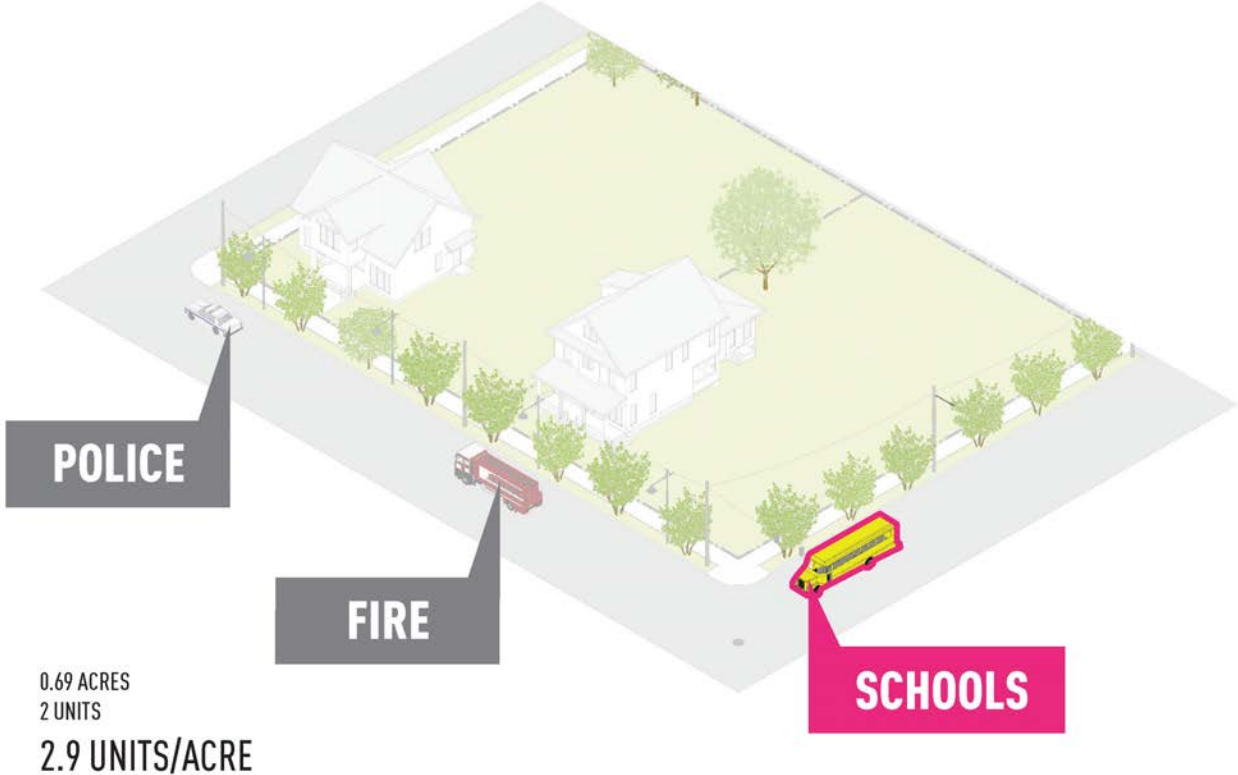 POLICE
FIRE
SCHOOLS
0.69 ACRES
2 UNITS
2.9 UNITS/ACRE